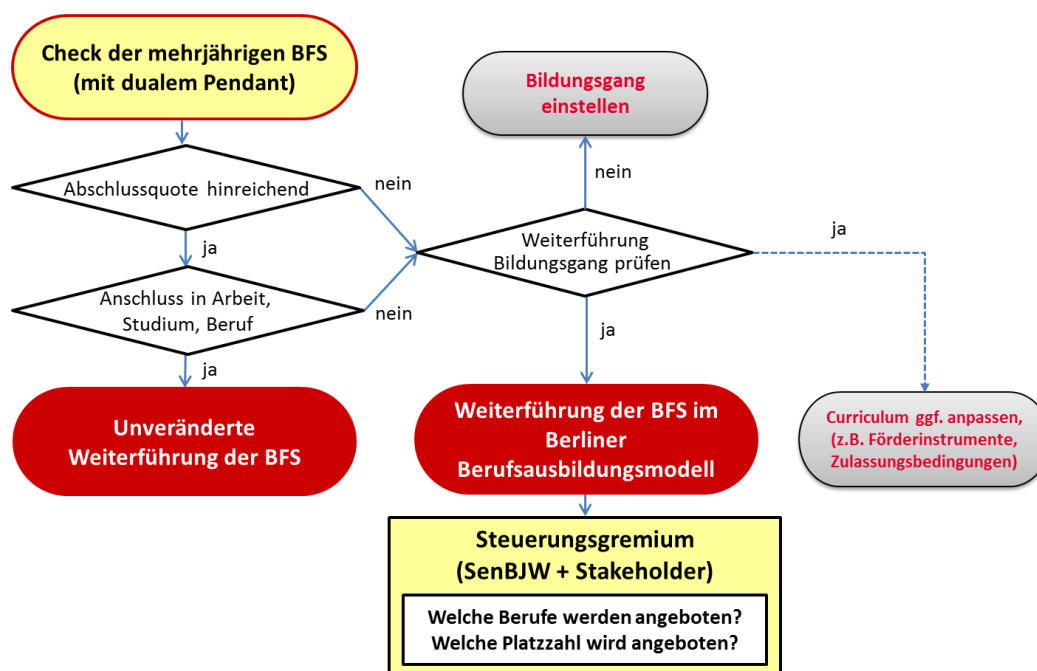 Check der mehrjährigen BFS
(mit dualem Pendant)
Bildungsgang
einstellen
Abschlussquote hinreichend
nein
nein
ja
Weiterführung
Bildungsgang prüfen
ja
Anschluss in Arbeit,
Studium, Beruf
nein
ja
ja
Unveränderte
Weiterführung der BFS
Weiterführung der BFS im
Berliner
Berufsausbildungsmodell
Curriculum ggf. anpassen,
(z.B. Förderinstrumente,
Zulassungsbedingungen)
Steuerungsgremium
(SenBJW + Stakeholder)
Welche Berufe werden angeboten?
Welche Platzzahl wird angeboten?